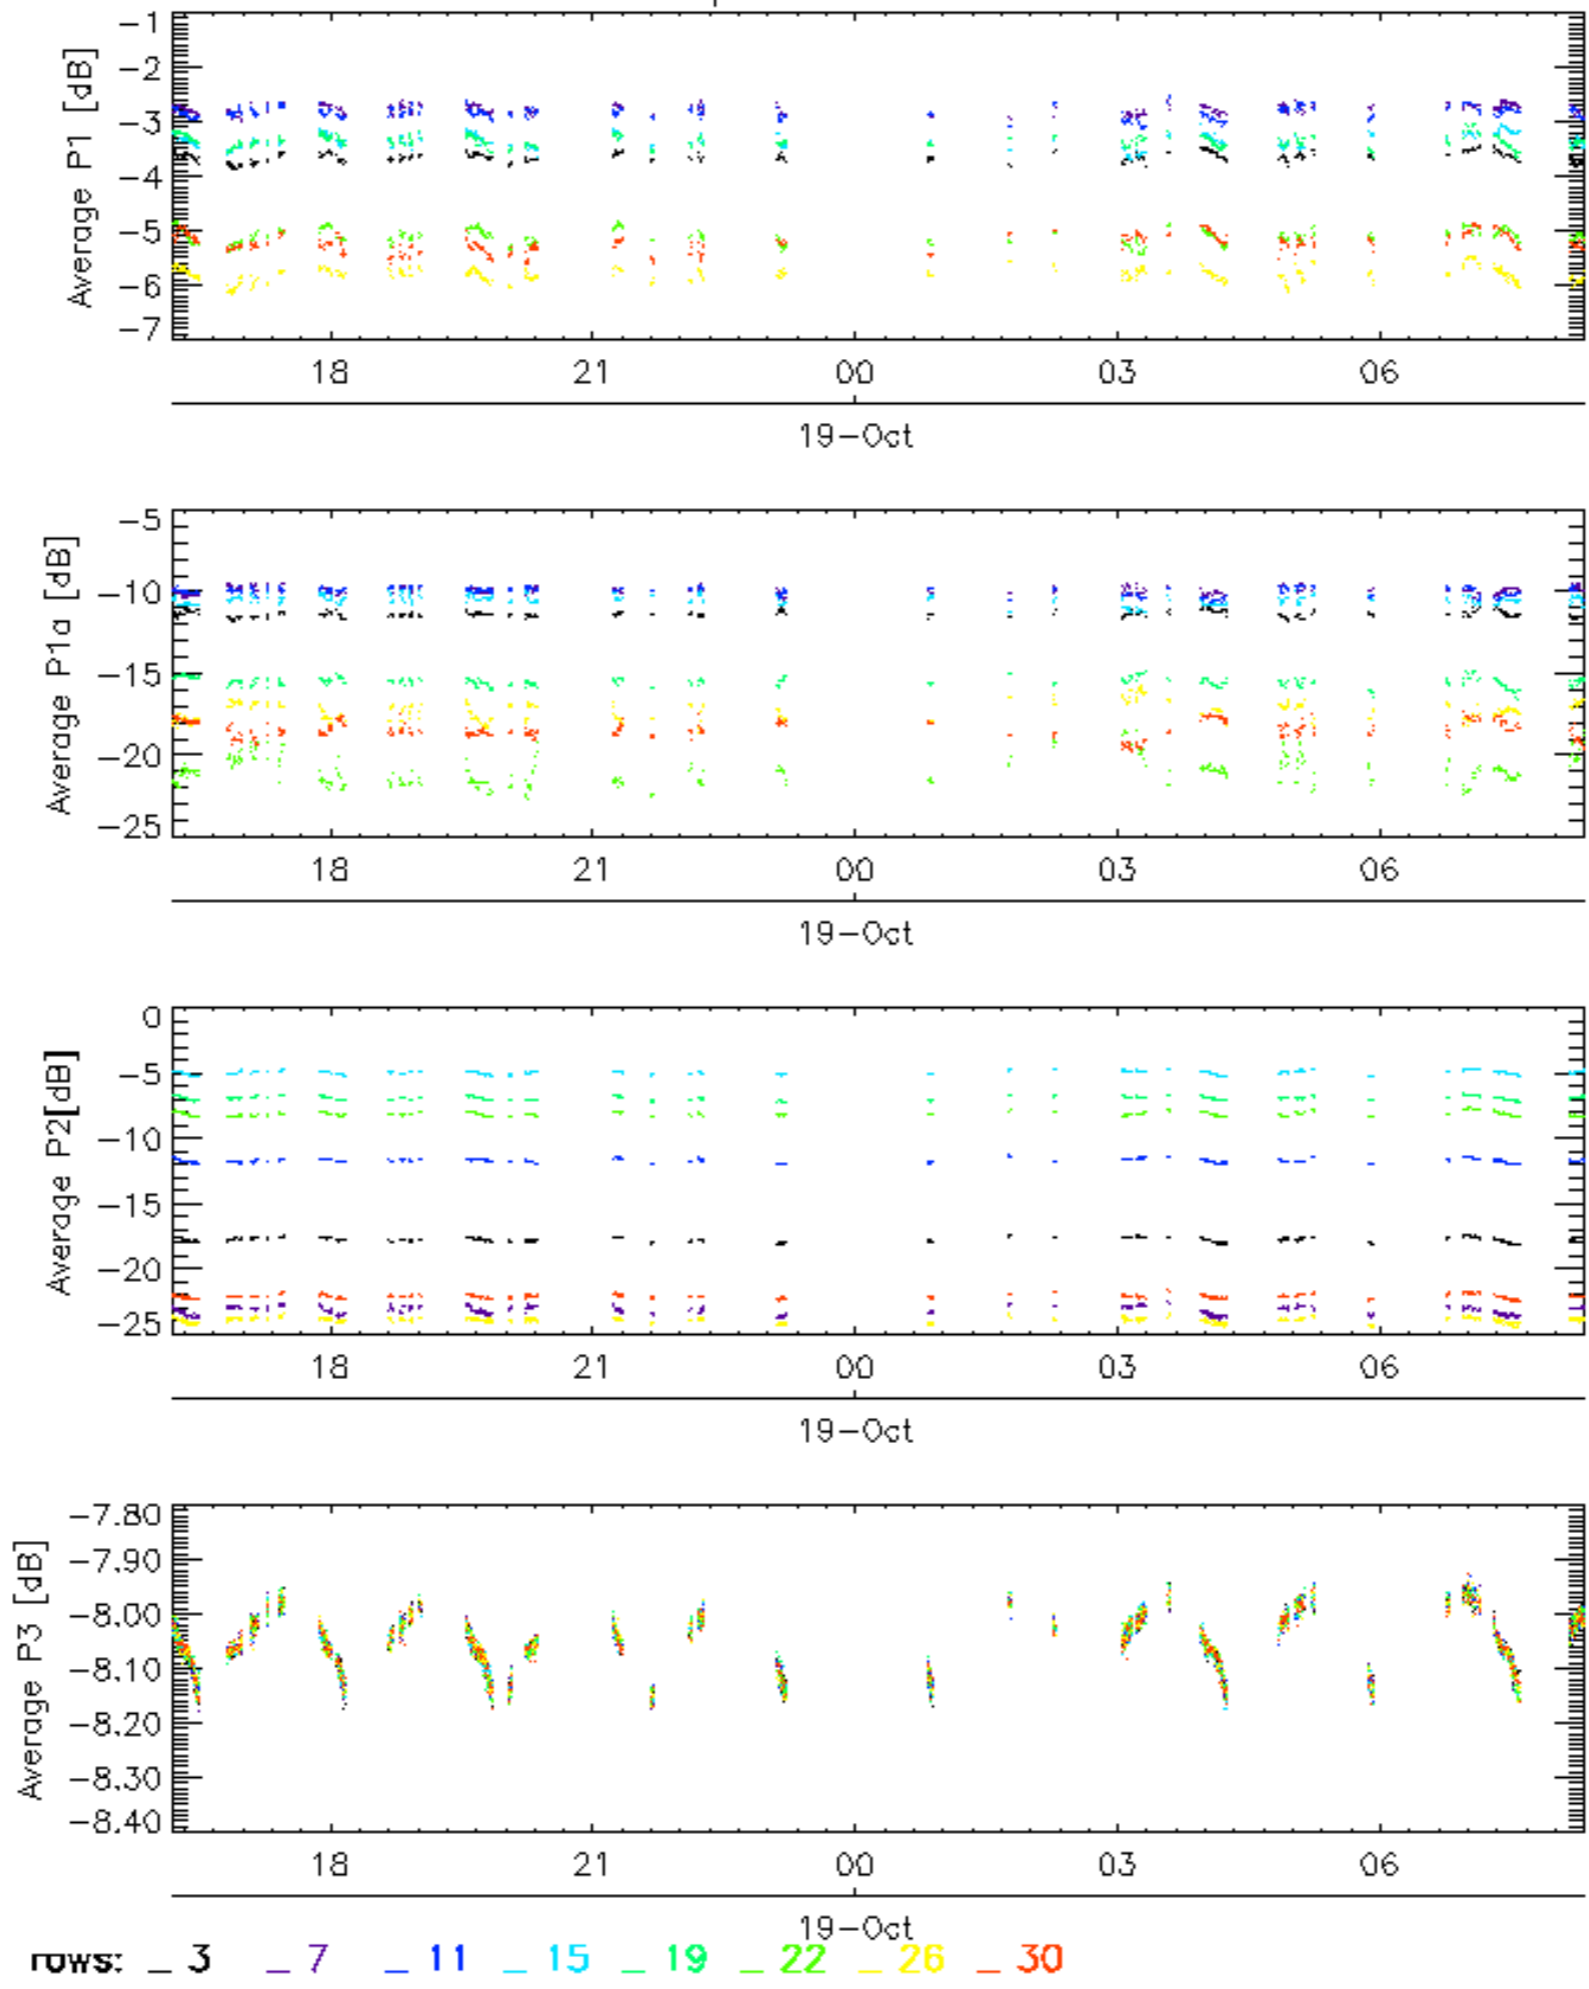 -1
-2
-3
-4
-5
-6
-7
Average P1 [dB]
18 21 00 03 06
19-Oct
-5
-10
-15
-20
-25
Average P1a [dB]
18 21 00 03 06
19-Oct
0
-5
-10
-15
-20
-25
Average P2[dB]
18 21 00 03 06
19-Oct
-7.80
-7.90
-8.00
-8.10
-8.20
-8.30
-8.40
Average P3 [dB]
18 21 00 03 06
19-Oct
rows: _ 3 _ 7 _ 11 _ 15 _ 19 _ 22 _ 26 _ 30